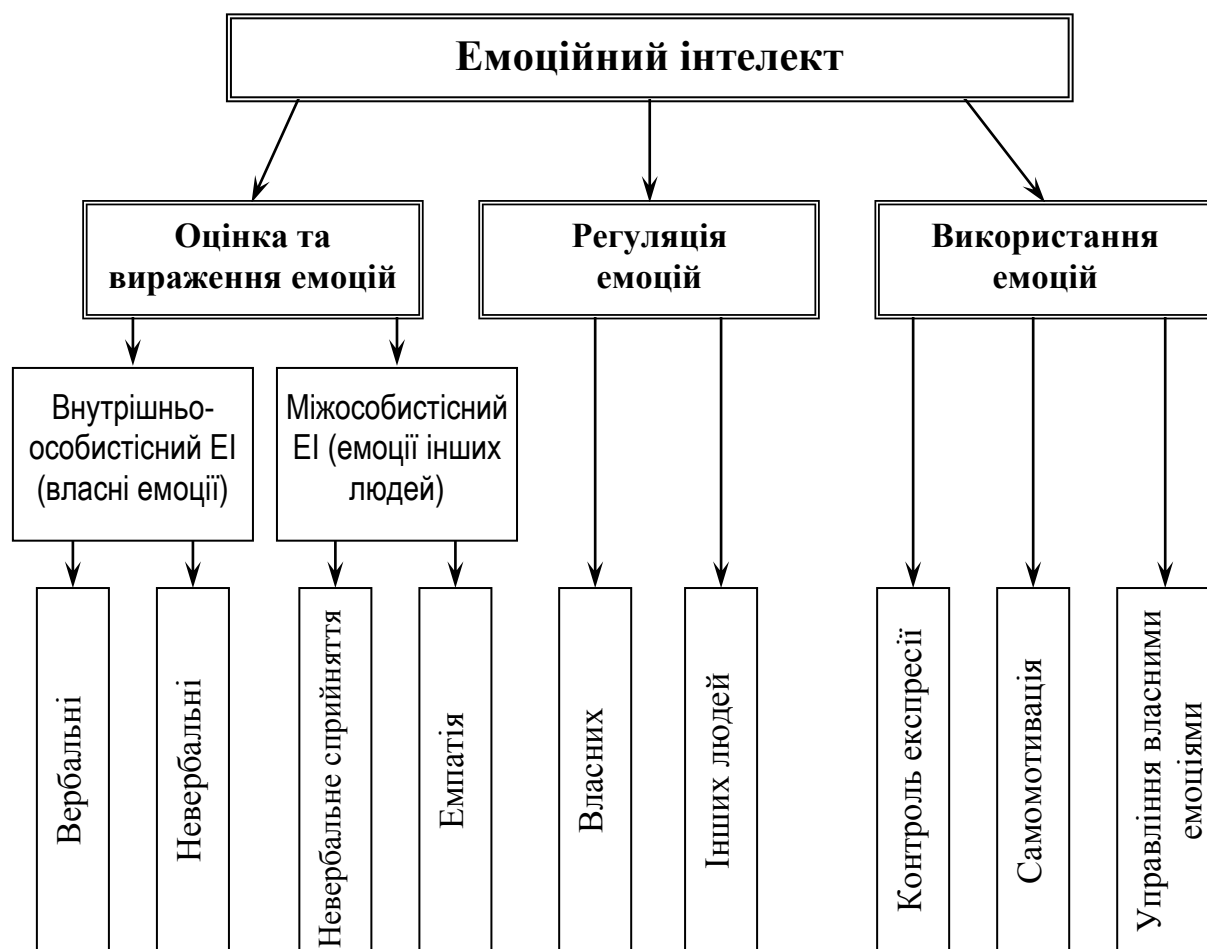 Емоційний інтелект
Оцінка та
вираження емоцій
Регуляція
емоцій
Використання
емоцій
Внутрішньо-
особистісний ЕІ
(власні емоції)
Міжособистісний
ЕІ (емоції інших
людей)
Вербальні
Невербальні
Невербальне сприйняття
Емпатія
Власних
Інших людей
Контроль експресії
Самомотивація
Управління власними
емоціями